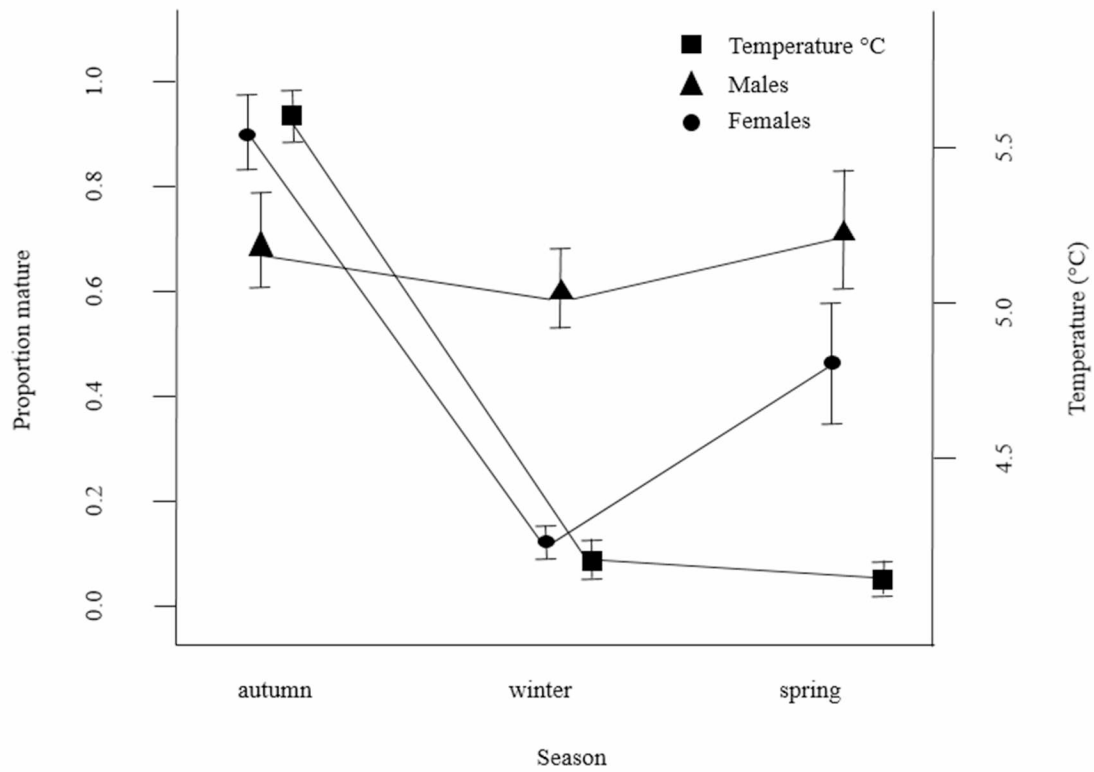 Temperature °C
Males
Females
Proportion mature
1.0
0.8
0.6
0.4
0.2
0.0
5.5
5.0
4.5
Temperature (°C)
autumn winter spring
Season